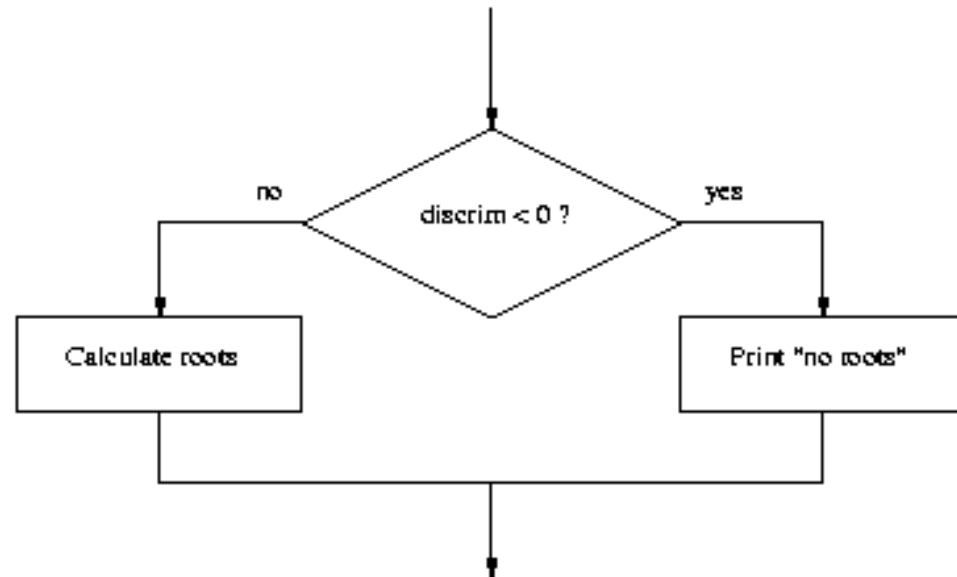 no
yes
discrim < 0 ?
Calculate roots
Print "no roots"